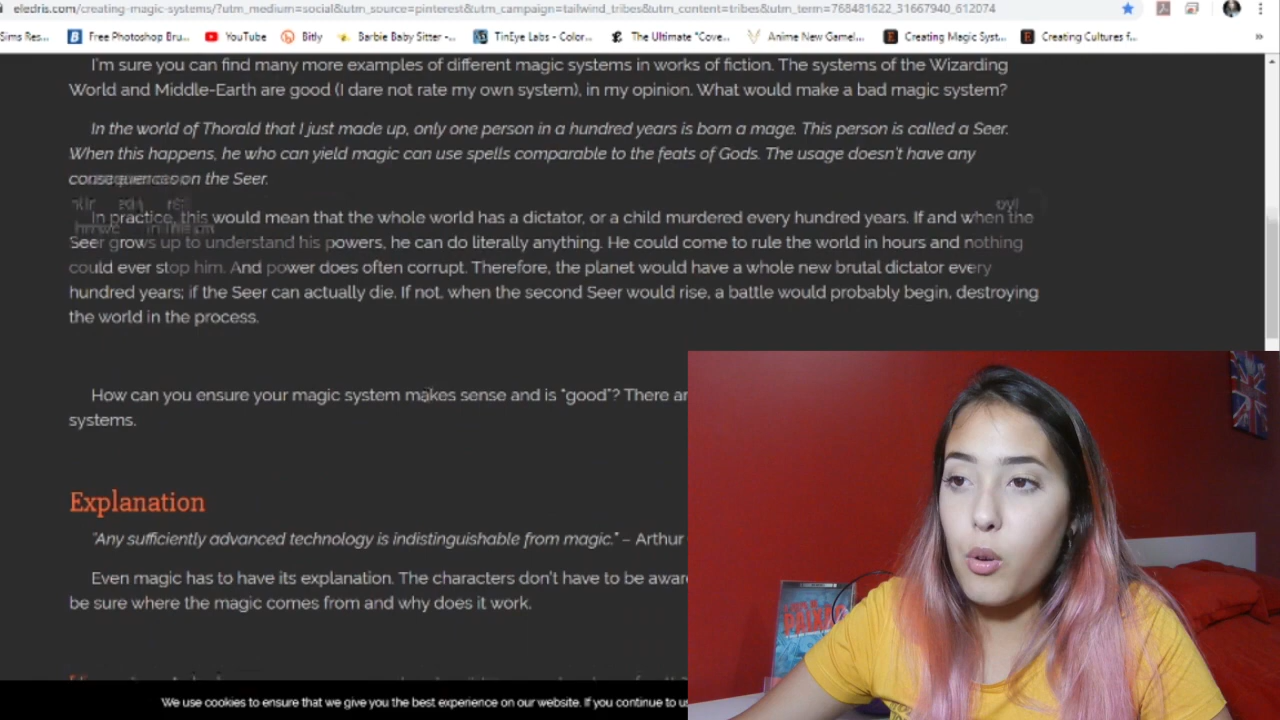 eledris.com/creating-magic-systems/?utm_medium=social&utm_source=pinterest&utm_campaign=tailwind_tribes&utm_content=tribes&utm_term=768481622_31667940_612074
Sims Res... Free Photoshop Bru... YouTube Bitly Barbie Baby Sitter -... TinEye Labs - Color... The Ultimate "Cove... Anime New Gamel... Creating Magic Syst... Creating Cultures f... »
I'm sure you can find many more examples of different magic systems in works of fiction. The systems of the Wizarding
World and Middle-Earth are good (I dare not rate my own system), in my opinion. What would make a bad magic system?
In the world of Thorald that I just made up, only one person in a hundred years is born a mage. This person is called a Seer.
When this happens, he who can yield magic can use spells comparable to the feats of Gods. The usage doesn't have any
consequences on the Seer.
In practice, this would mean that the whole world has a dictator, or a child murdered every hundred years. If and when the
Seer grows up to understand his powers, he can do literally anything. He could come to rule the world in hours and nothing
could ever stop him. And power does often corrupt. Therefore, the planet would have a whole new brutal dictator every
hundred years; if the Seer can actually die. If not, when the second Seer would rise, a battle would probably begin, destroying
the world in the process.
How can you ensure your magic system makes sense and is "good"? There are
systems.
Explanation
"Any sufficiently advanced technology is indistinguishable from magic." – Arthur
Even magic has to have its explanation. The characters don't have to be aware
be sure where the magic comes from and why does it work.
We use cookies to ensure that we give you the best experience on our website. If you continue to us